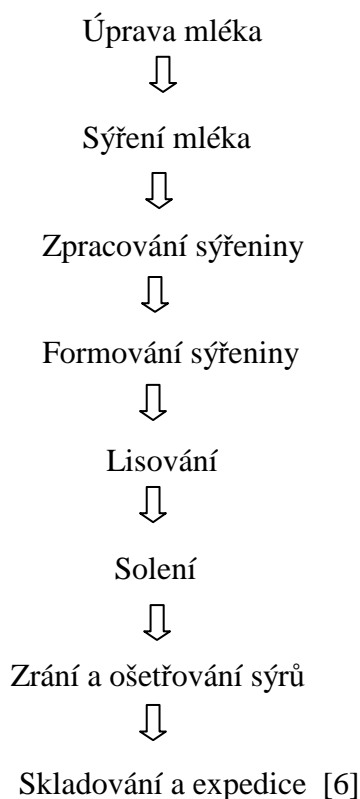 Úprava mléka
Sýření mléka
Zpracování sýřeniny
Formování sýřeniny
Lisování
Solení
Zrání a ošetřování sýrů
Skladování a expedice [6]